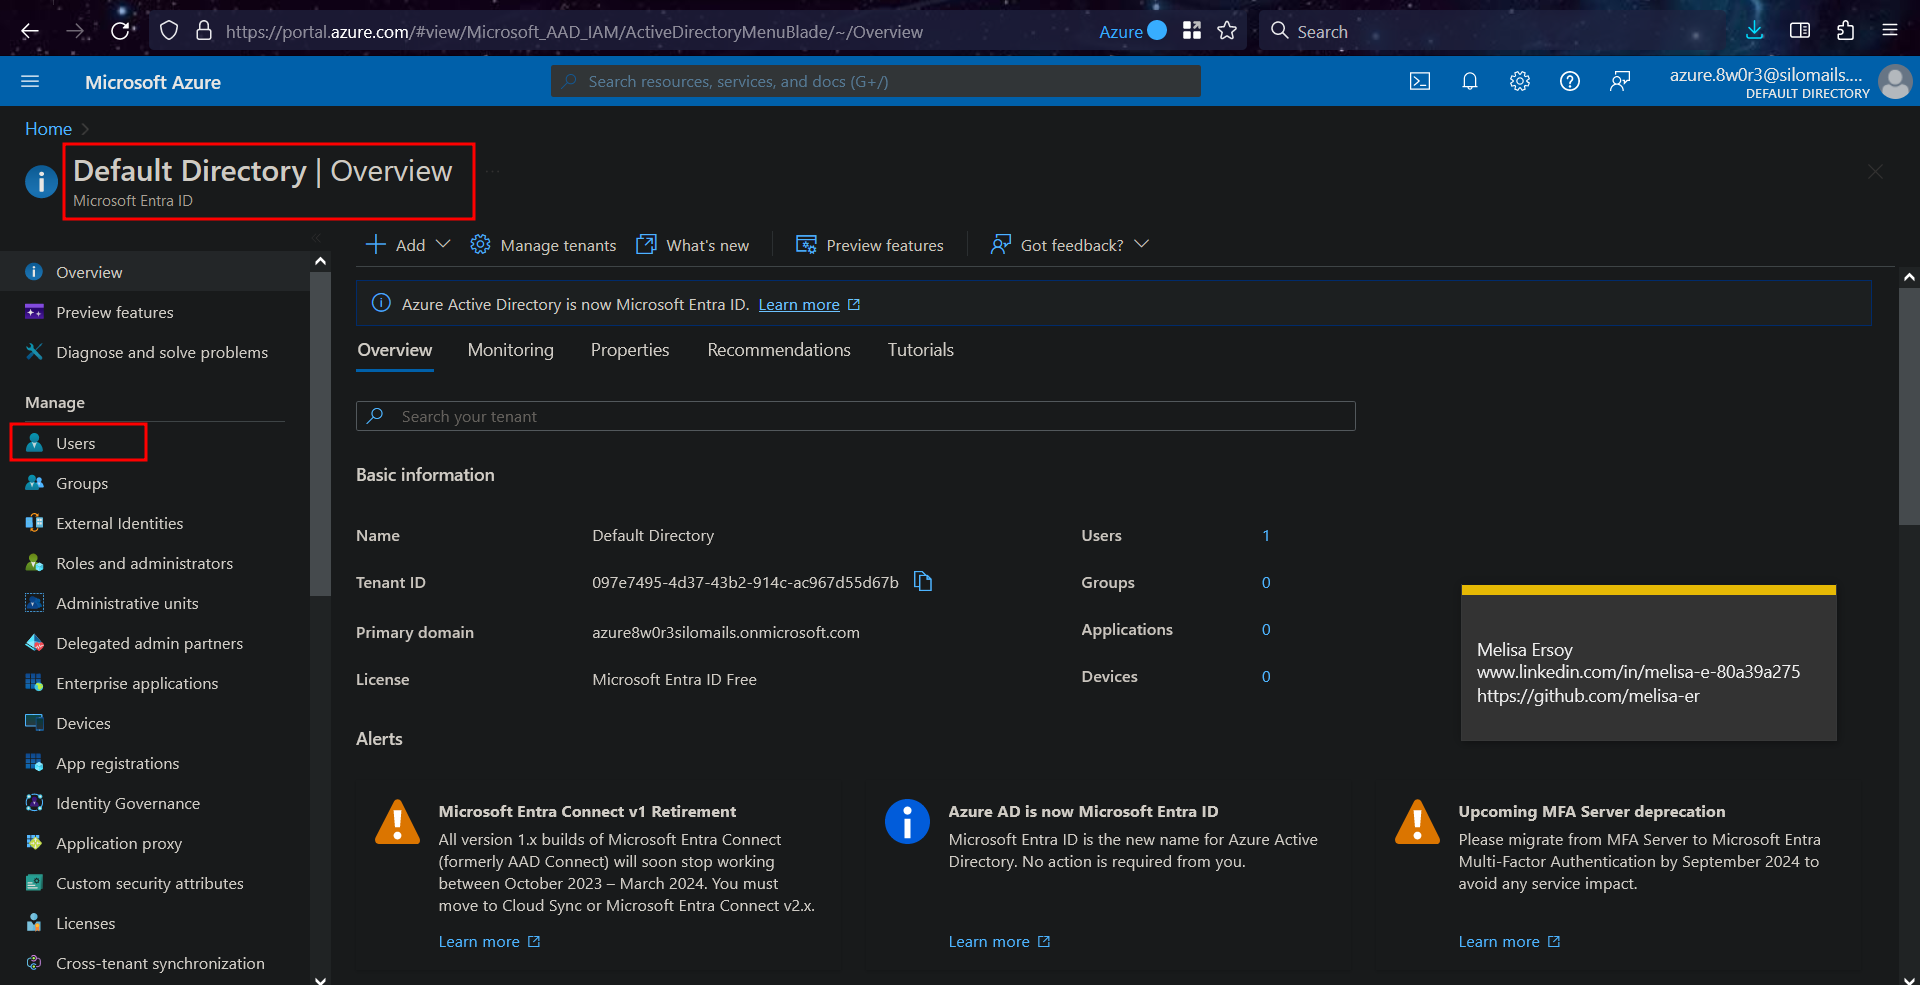 https://portal.azure.com/#view/Microsoft_AAD_IAM/ActiveDirectoryMenuBlade/~/Overview
Azure
Search
Microsoft Azure
Search resources, services, and docs (G+/)
azure.8w0r3@silomails....
DEFAULT DIRECTORY
Home
Default Directory | Overview
...
Microsoft Entra ID
Overview
Preview features
Diagnose and solve problems
Manage
Users
Groups
External Identities
Roles and administrators
Administrative units
Delegated admin partners
Enterprise applications
Devices
App registrations
Identity Governance
Application proxy
Custom security attributes
Licenses
Cross-tenant synchronization
Add
Manage tenants
What's new
Preview features
Got feedback?
Azure Active Directory is now Microsoft Entra ID. Learn more
Overview
Monitoring
Properties
Recommendations
Tutorials
Search your tenant
Basic information
Name
Default Directory
Users
1
Tenant ID
097e7495-4d37-43b2-914c-ac967d55d67b
Groups
0
Primary domain
azure8w0r3silomails.onmicrosoft.com
Applications
0
License
Microsoft Entra ID Free
Devices
0
Melisa Ersoy
www.linkedin.com/in/melisa-e-80a39a275
https://github.com/melisa-er
Alerts
Microsoft Entra Connect v1 Retirement
All version 1.x builds of Microsoft Entra Connect
(formerly AAD Connect) will soon stop working
between October 2023 – March 2024. You must
move to Cloud Sync or Microsoft Entra Connect v2.x.
Learn more
Azure AD is now Microsoft Entra ID
Microsoft Entra ID is the new name for Azure Active
Directory. No action is required from you.
Learn more
Upcoming MFA Server deprecation
Please migrate from MFA Server to Microsoft Entra
Multi-Factor Authentication by September 2024 to
avoid any service impact.
Learn more